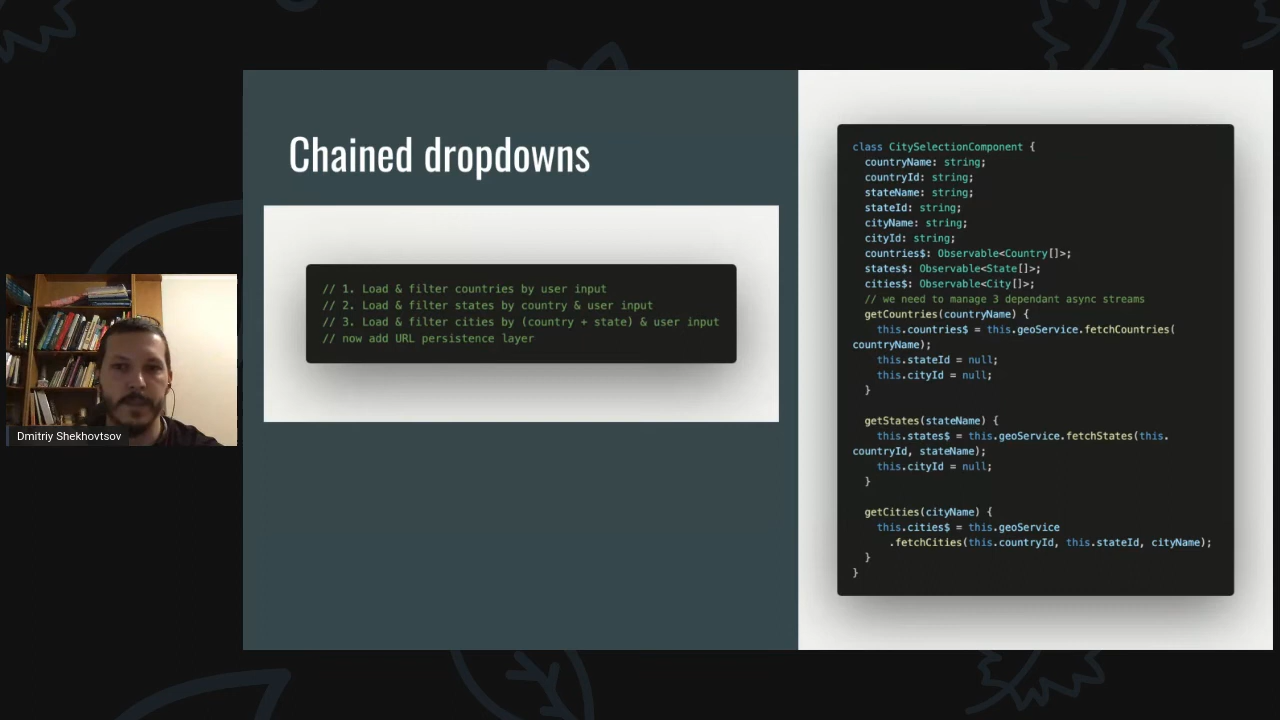 Chained dropdowns
// 1. Load & filter countries by user input
// 2. Load & filter states by country & user input
// 3. Load & filter cities by (country + state) & user input
// now add URL persistence layer
class CitySelectionComponent {
countryName: string;
countryId: string;
stateName: string;
stateId: string;
cityName: string;
cityId: string;
countries$: Observable<Country[]>;
states$: Observable<State[]>;
cities$: Observable<City[]>;
// we need to manage 3 dependant async streams
getCountries(countryName) {
this.countries$ = this.geoService.fetchCountries(
countryName);
this.stateId = null;
this.cityId = null;
}
getStates(stateName) {
this.states$ = this.geoService.fetchStates(this.
countryId, stateName);
this.cityId = null;
}
getCities(cityName) {
this.cities$ = this.geoService
.fetchCities(this.countryId, this.stateId, cityName);
}
}
Dmitriy Shekhovtsov